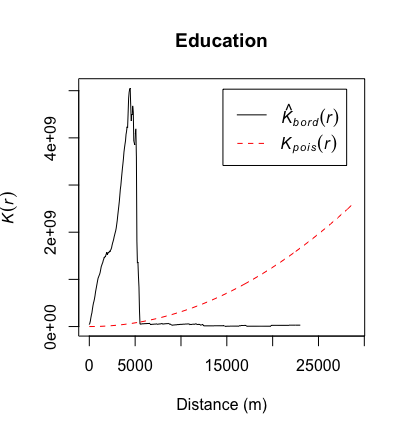 Education
K̂bord(r)
Kpois(r)
K(r)
4e+09
2e+09
0e+00
0 5000 15000 25000
Distance (m)